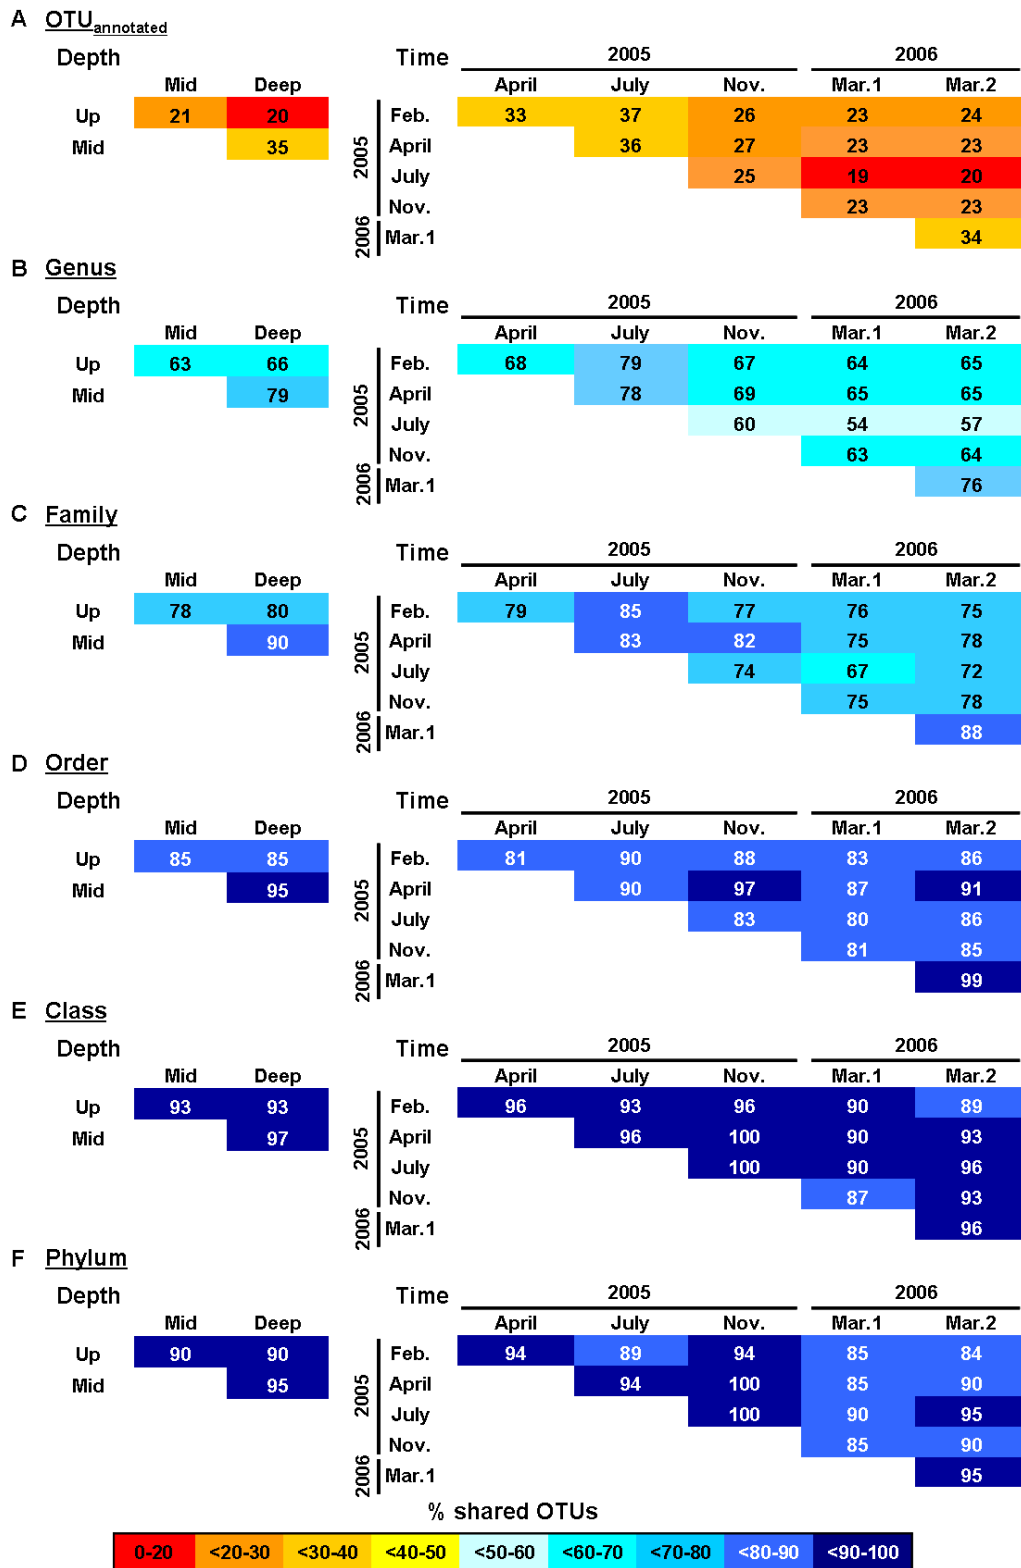 A OTUannotated
Depth Time 2005 2006
Mid Deep April July Nov. Mar.1 Mar.2
Up 21 20 Feb. 33 37 26 23 24
Mid 35 April 36 27 23 23
2005 July 25 19 20
Nov. 23 23
2006 Mar.1 34
B Genus
Depth Time 2005 2006
Mid Deep April July Nov. Mar.1 Mar.2
Up 63 66 Feb. 68 79 67 64 65
Mid 79 April 78 69 65 65
2005 July 60 54 57
Nov. 63 64
2006 Mar.1 76
C Family
Depth Time 2005 2006
Mid Deep April July Nov. Mar.1 Mar.2
Up 78 80 Feb. 79 85 77 76 75
Mid 90 April 83 82 75 78
2005 July 74 67 72
Nov. 75 78
2006 Mar.1 88
D Order
Depth Time 2005 2006
Mid Deep April July Nov. Mar.1 Mar.2
Up 85 85 Feb. 81 90 88 83 86
Mid 95 April 90 97 87 91
2005 July 83 80 86
Nov. 81 85
2006 Mar.1 99
E Class
Depth Time 2005 2006
Mid Deep April July Nov. Mar.1 Mar.2
Up 93 93 Feb. 96 93 96 90 89
Mid 97 April 96 100 90 93
2005 July 100 90 96
Nov. 87 93
2006 Mar.1 96
F Phylum
Depth Time 2005 2006
Mid Deep April July Nov. Mar.1 Mar.2
Up 90 90 Feb. 94 89 94 85 84
Mid 95 April 94 100 85 90
2005 July 100 90 95
Nov. 85 90
2006 Mar.1 95
% shared OTUs
0-20 <20-30 <30-40 <40-50 <50-60 <60-70 <70-80 <80-90 <90-100